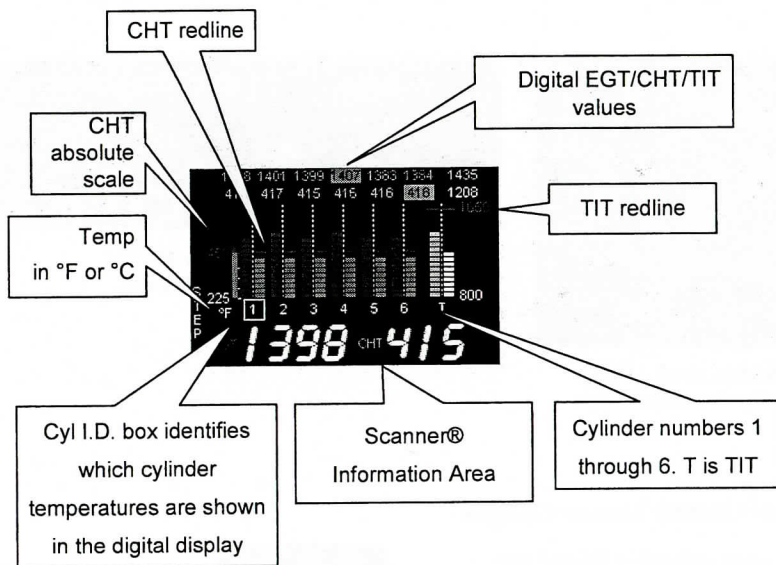 CHT redline
Digital EGT/CHT/TIT
values
CHT
absolute
scale
1401 1399 1407 1383 1384 1435
417 415 416 416 418 1208
TIT redline
Temp
in °F or °C
225
800
°F 1 2 3 4 5 6 T
STEP
1398 CHT 415
Cyl I.D. box identifies
which cylinder
temperatures are shown
in the digital display
Scanner®
Information Area
Cylinder numbers 1
through 6. T is TIT